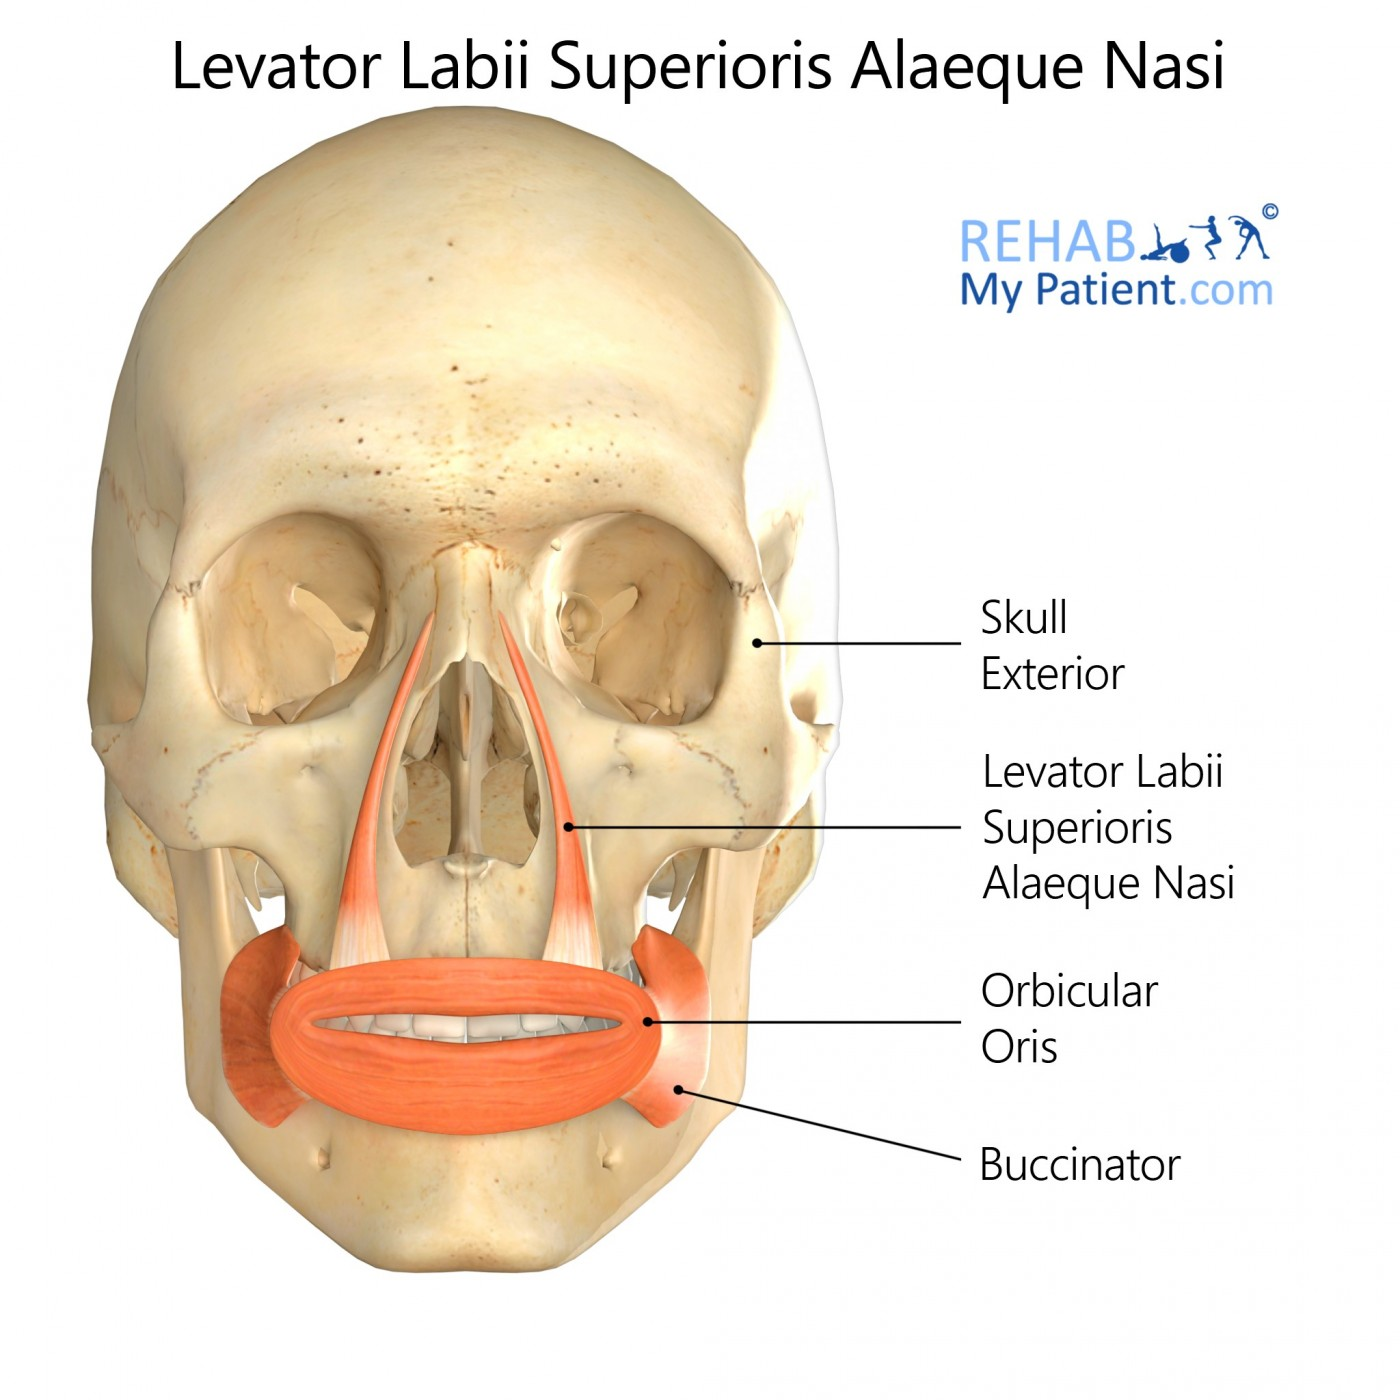 Levator Labii Superioris Alaeque Nasi
©
REHAB
My Patient.com
Skull
Exterior
Levator Labii
Superioris
Alaeque Nasi
Orbicular
Oris
Buccinator